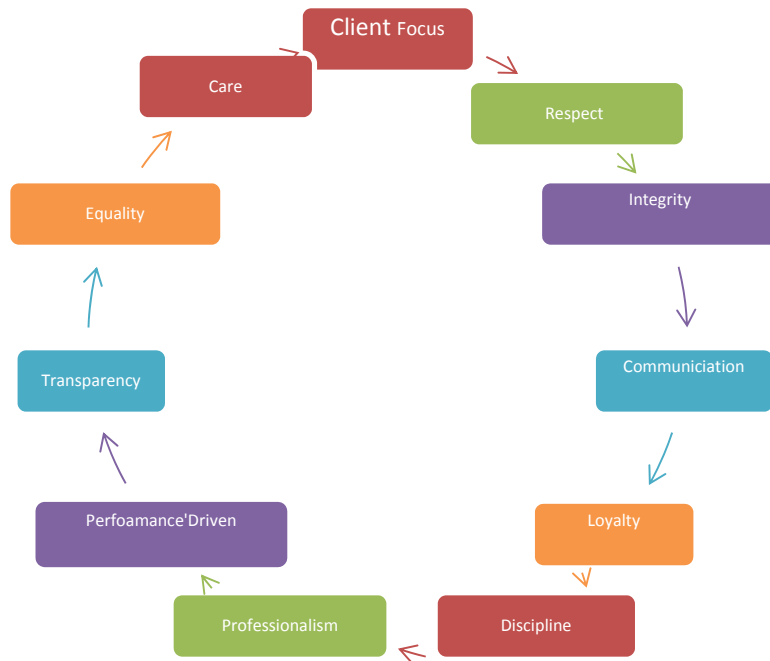 Client Focus
Respect
Integrity
Communiciation
Loyalty
Discipline
Professionalism
Perfoamance'Driven
Transparency
Equality
Care